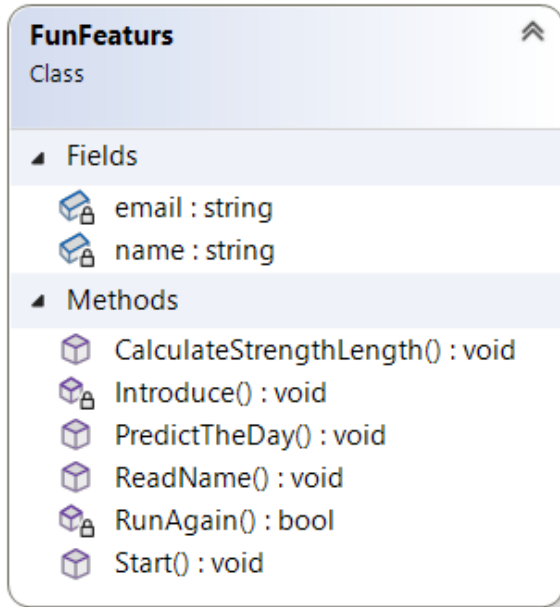 FunFeaturs
Class
Fields
email : string
name : string
Methods
CalculateStrengthLength() : void
Introduce() : void
PredictTheDay() : void
ReadName() : void
RunAgain() : bool
Start() : void